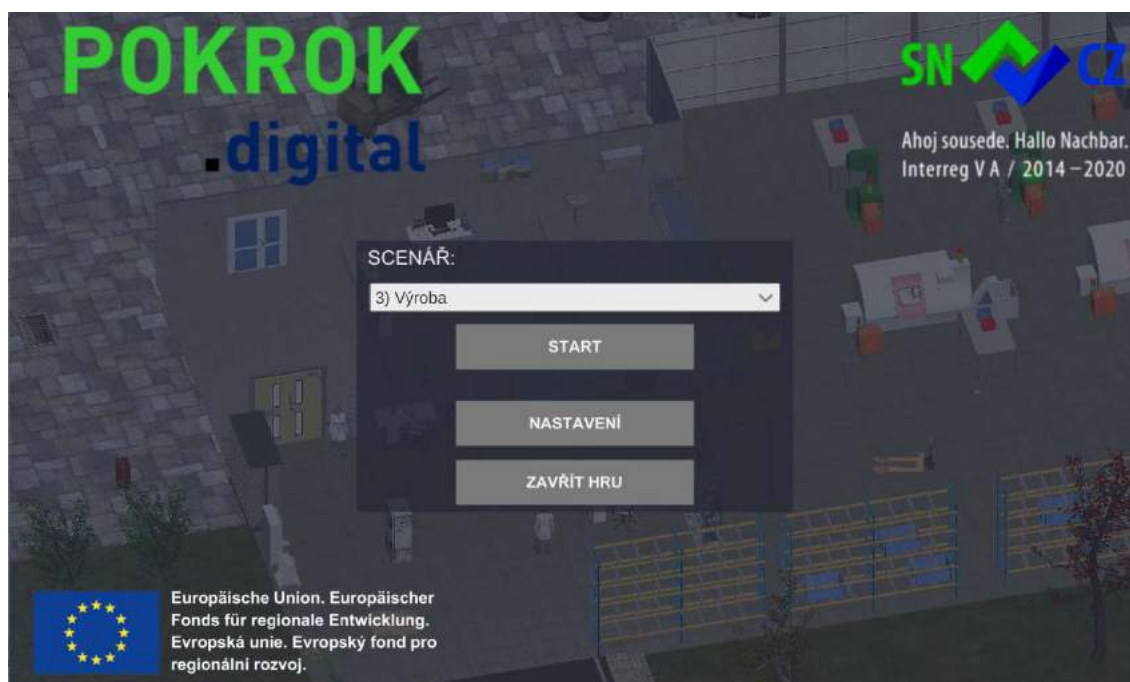 POKROK
.digital
SN CZ
Ahoj sousede. Hallo Nachbar.
Interreg V A / 2014 – 2020
SCENÁŘ:
3) Výroba
START
NASTAVENÍ
ZAVŘÍT HRU
Europäische Union. Europäischer
Fonds für regionale Entwicklung.
Evropská unie. Evropský fond pro
regionální rozvoj.